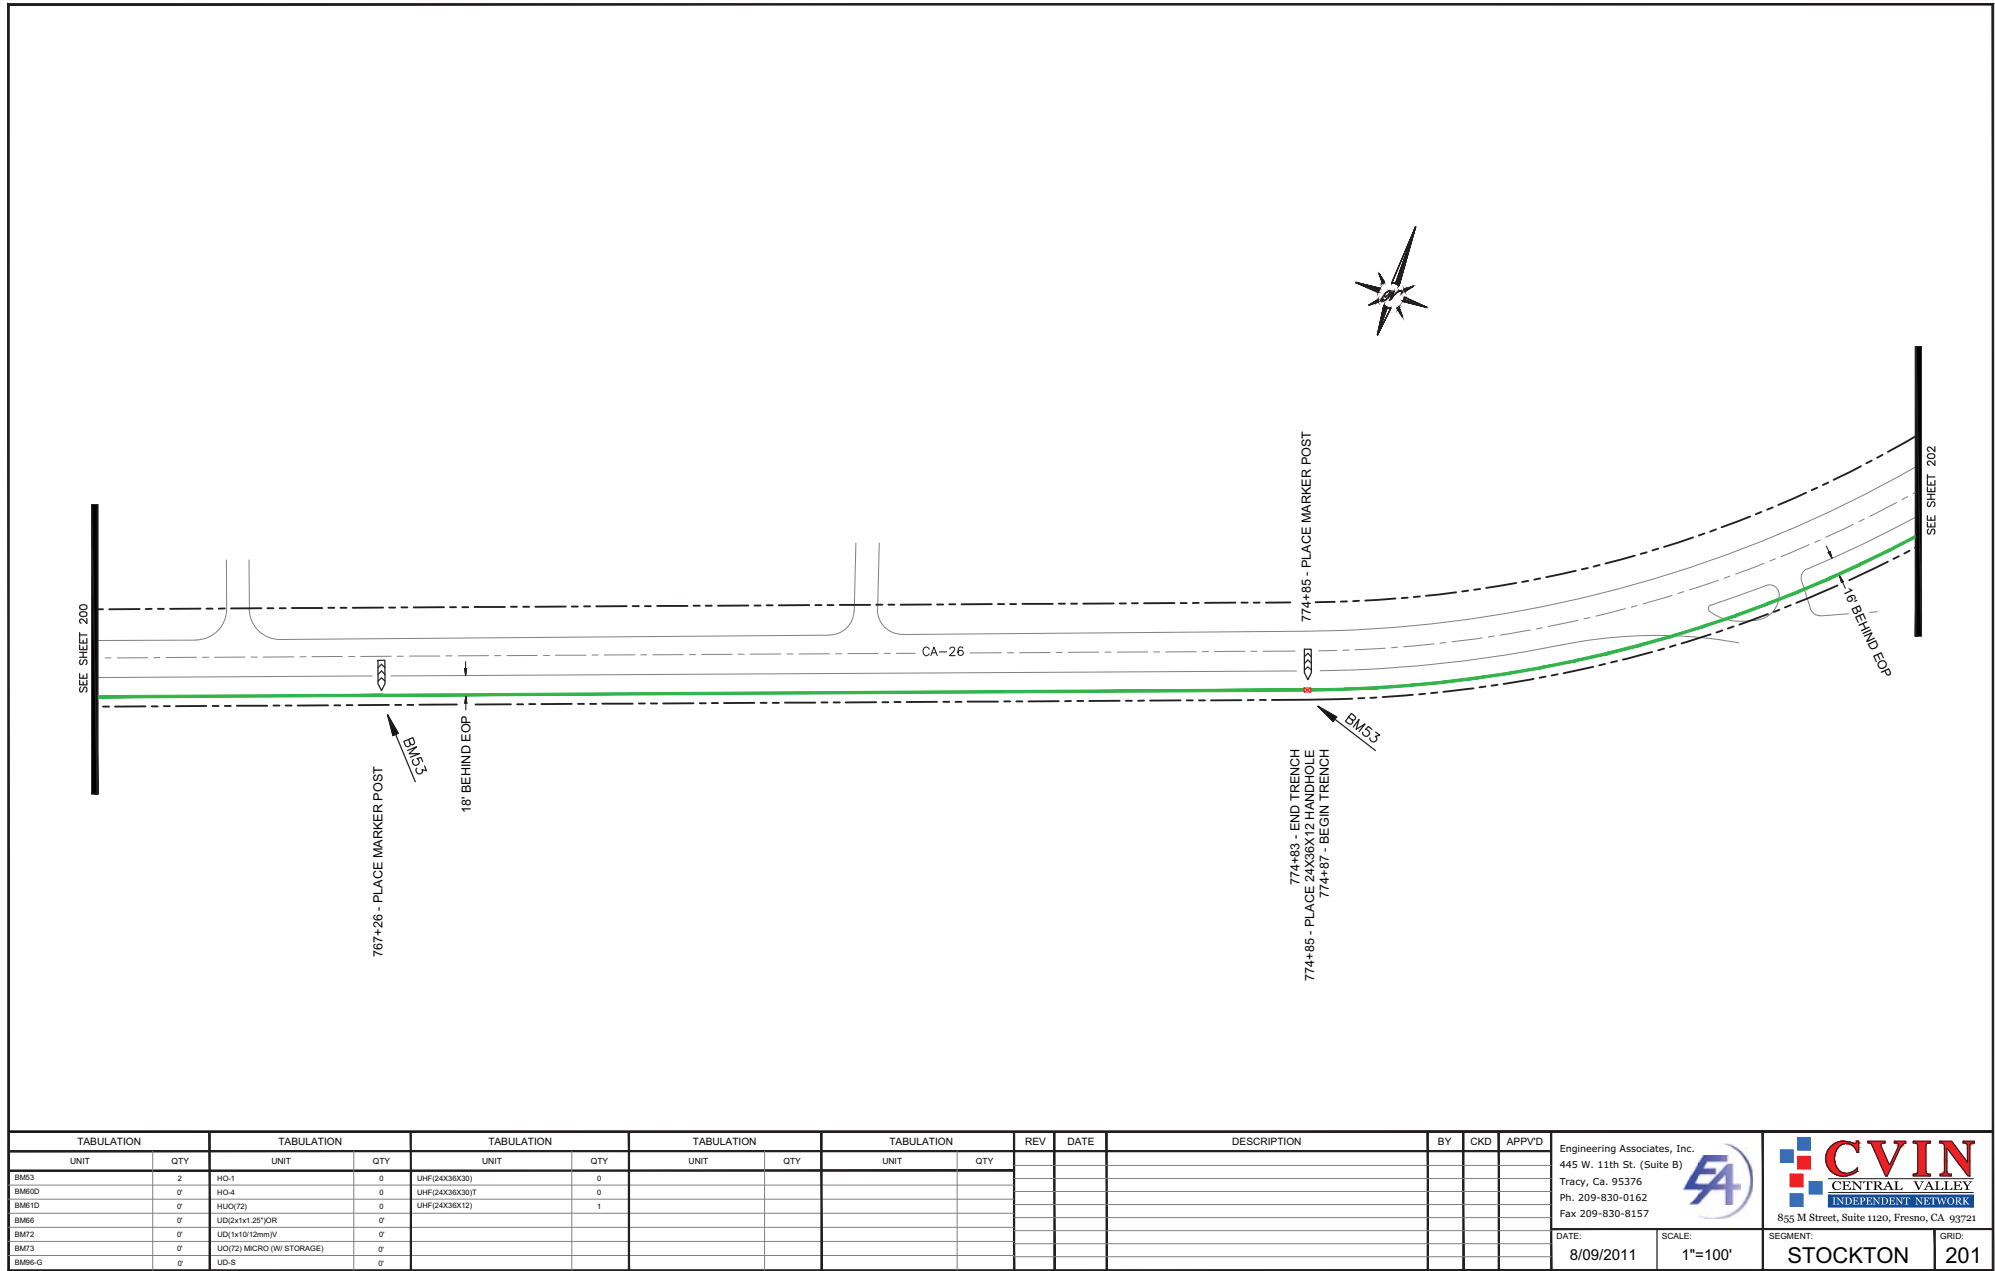 774+85 - PLACE MARKER POST
SEE SHEET 202
SEE SHEET 200
CA-26
16' BEHIND EOP
BM53
BM53
18' BEHIND EOP
767+26 - PLACE MARKER POST
774+83 - END TRENCH
774+85 - PLACE 24X36X12 HANDHOLE
774+87 - BEGIN TRENCH
TABULATION TABULATION TABULATION TABULATION TABULATION REV DATE DESCRIPTION BY CKD APPV'D
UNIT QTY UNIT QTY UNIT QTY UNIT QTY UNIT QTY
BM53 2 HO-1 0 UHF(24X36X30) 0
BM60D 0' HO-4 0 UHF(24X36X30)T 0
BM61D 0' HUO(72) 0 UHF(24X36X12) 1
BM66 0' UD(2x1x1.25")OR 0'
BM72 0' UD(1x10/12mm)V 0'
BM73 0' UO(72) MICRO (W/ STORAGE) 0'
BM96-G 0' UD-S 0'
Engineering Associates, Inc.
445 W. 11th St. (Suite B)
Tracy, Ca. 95376
Ph. 209-830-0162
Fax 209-830-8157
EA
CVIN
CENTRAL VALLEY
INDEPENDENT NETWORK
855 M Street, Suite 1120, Fresno, CA 93721
DATE: SCALE: SEGMENT: GRID:
8/09/2011 1"=100' STOCKTON 201